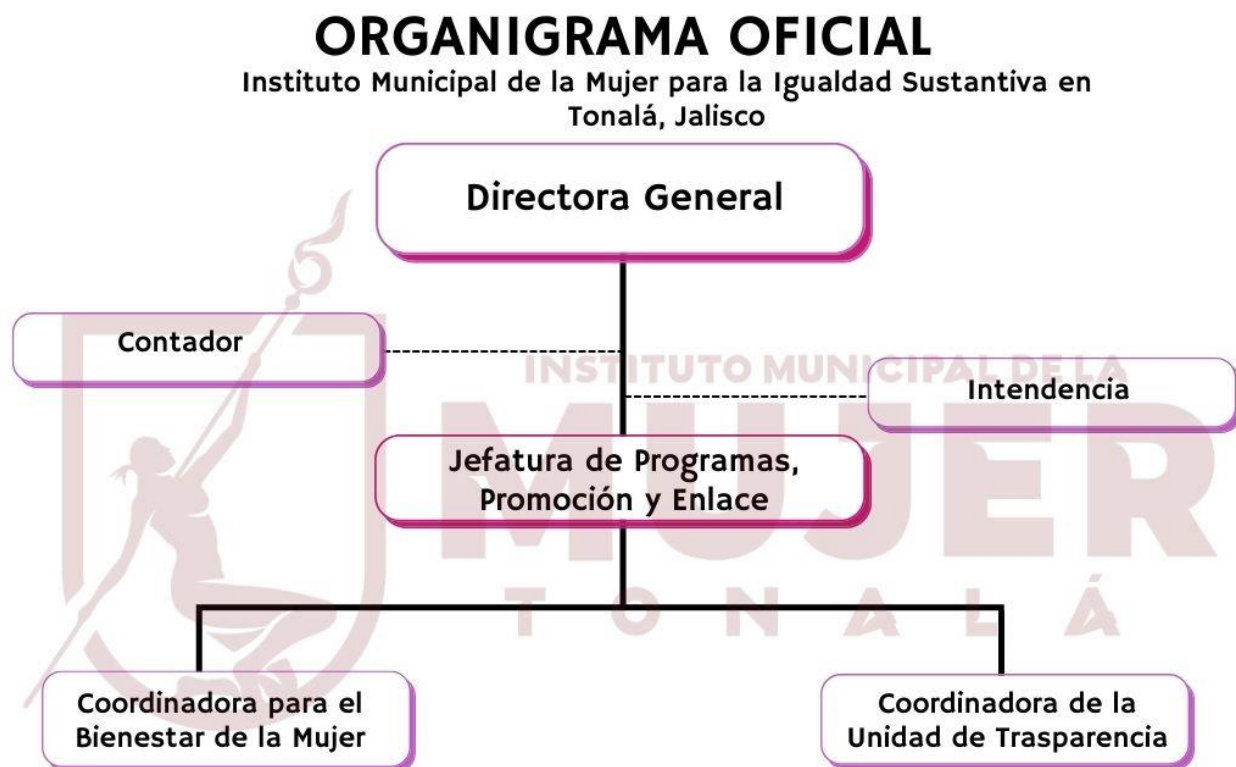 ORGANIGRAMA OFICIAL
Instituto Municipal de la Mujer para la Igualdad Sustantiva en
Tonalá, Jalisco
Directora General
Contador
INSTITUTO MUNICIPAL DE LA
Intendencia
MUJER
Jefatura de Programas,
Promoción y Enlace
TONALÁ
Coordinadora para el
Bienestar de la Mujer
Coordinadora de la
Unidad de Trasparencia